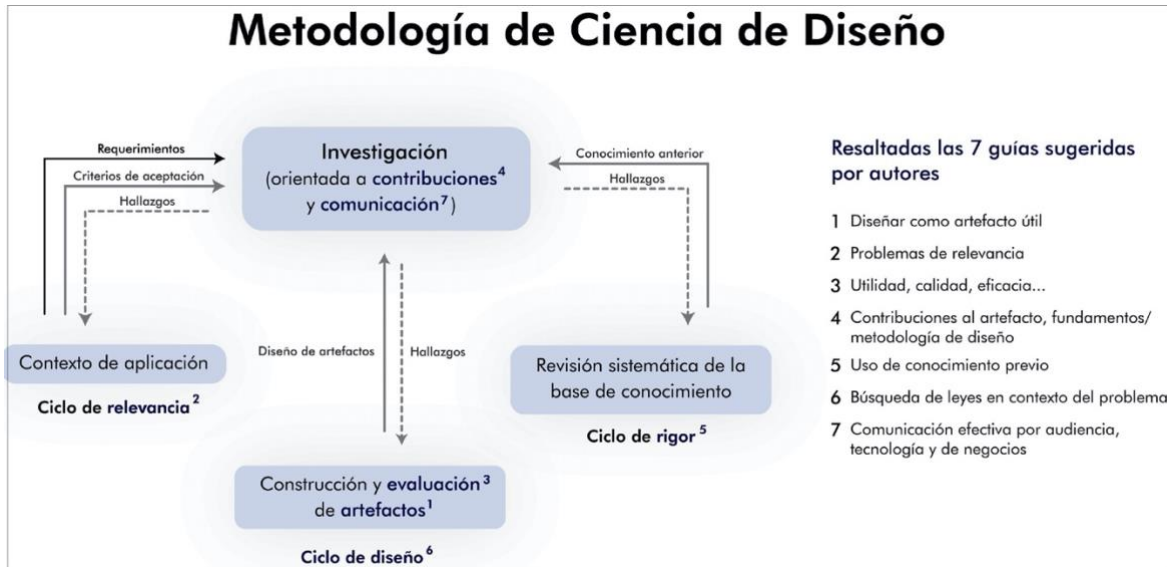 Metodología de Ciencia de Diseño
Requerimientos
Criterios de aceptación
Hallazgos
Investigación
(orientada a contribuciones⁴
y comunicación⁷)
Conocimiento anterior
Hallazgos
Contexto de aplicación
Ciclo de relevancia²
Diseño de artefactos
Hallazgos
Revisión sistemática de la
base de conocimiento
Ciclo de rigor ⁵
Construcción y evaluación³
de artefactos¹
Ciclo de diseño⁶
Resaltadas las 7 guías sugeridas
por autores
1 Diseñar como artefacto útil
2 Problemas de relevancia
3 Utilidad, calidad, eficacia...
4 Contribuciones al artefacto, fundamentos/
metodología de diseño
5 Uso de conocimiento previo
6 Búsqueda de leyes en contexto del problema
7 Comunicación efectiva por audiencia,
tecnología y de negocios